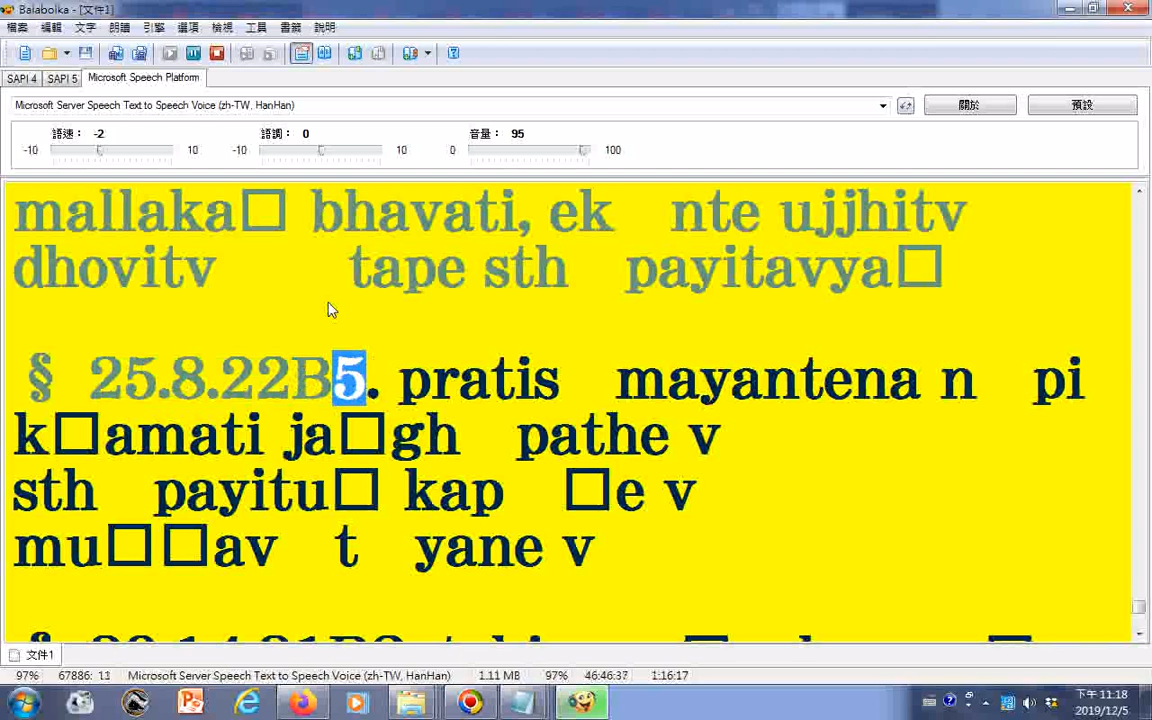 Balabolka - [文件1]
檔案 編輯 文字 朗讀 引擎 選項 檢視 工具 書籤 說明
SAPI 4 SAPI 5 Microsoft Speech Platform
Microsoft Server Speech Text to Speech Voice (zh-TW, HanHan) 關於 預設
語速： -2 語調： 0 音量： 95
-10 10 -10 10 0 100
mallaka□ bhavati, ek nte ujjhitv
dhovitv tape sth payitavya□
§ 25.8.22B5. pratis mayantena n pi
k□amati ja□gh pathe v
sth payitu□ kap □e v
mu□□av t yane v
文件1
97% 67886: 11 Microsoft Server Speech Text to Speech Voice (zh-TW, HanHan) 1.11 MB 97% 46:46:37 1:16:17
下午 11:18
2019/12/5